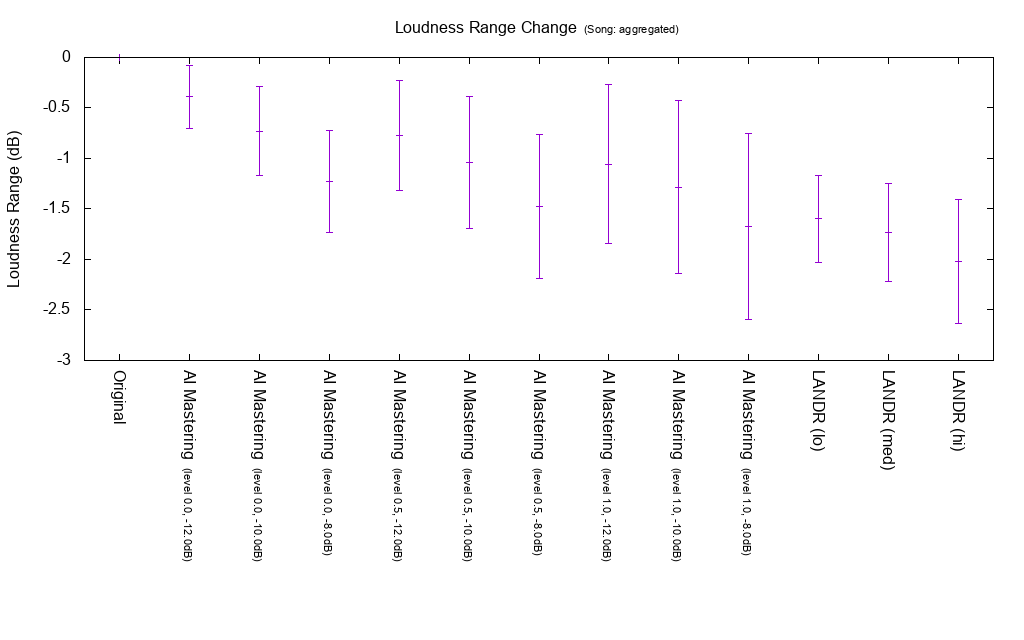 Loudness Range Change (Song: aggregated)
Loudness Range (dB)
0
-0.5
-1
-1.5
-2
-2.5
-3
Original
AI Mastering (level 0.0, -12.0dB)
AI Mastering (level 0.0, -10.0dB)
AI Mastering (level 0.0, -8.0dB)
AI Mastering (level 0.5, -12.0dB)
AI Mastering (level 0.5, -10.0dB)
AI Mastering (level 0.5, -8.0dB)
AI Mastering (level 1.0, -12.0dB)
AI Mastering (level 1.0, -10.0dB)
AI Mastering (level 1.0, -8.0dB)
LANDR (lo)
LANDR (med)
LANDR (hi)